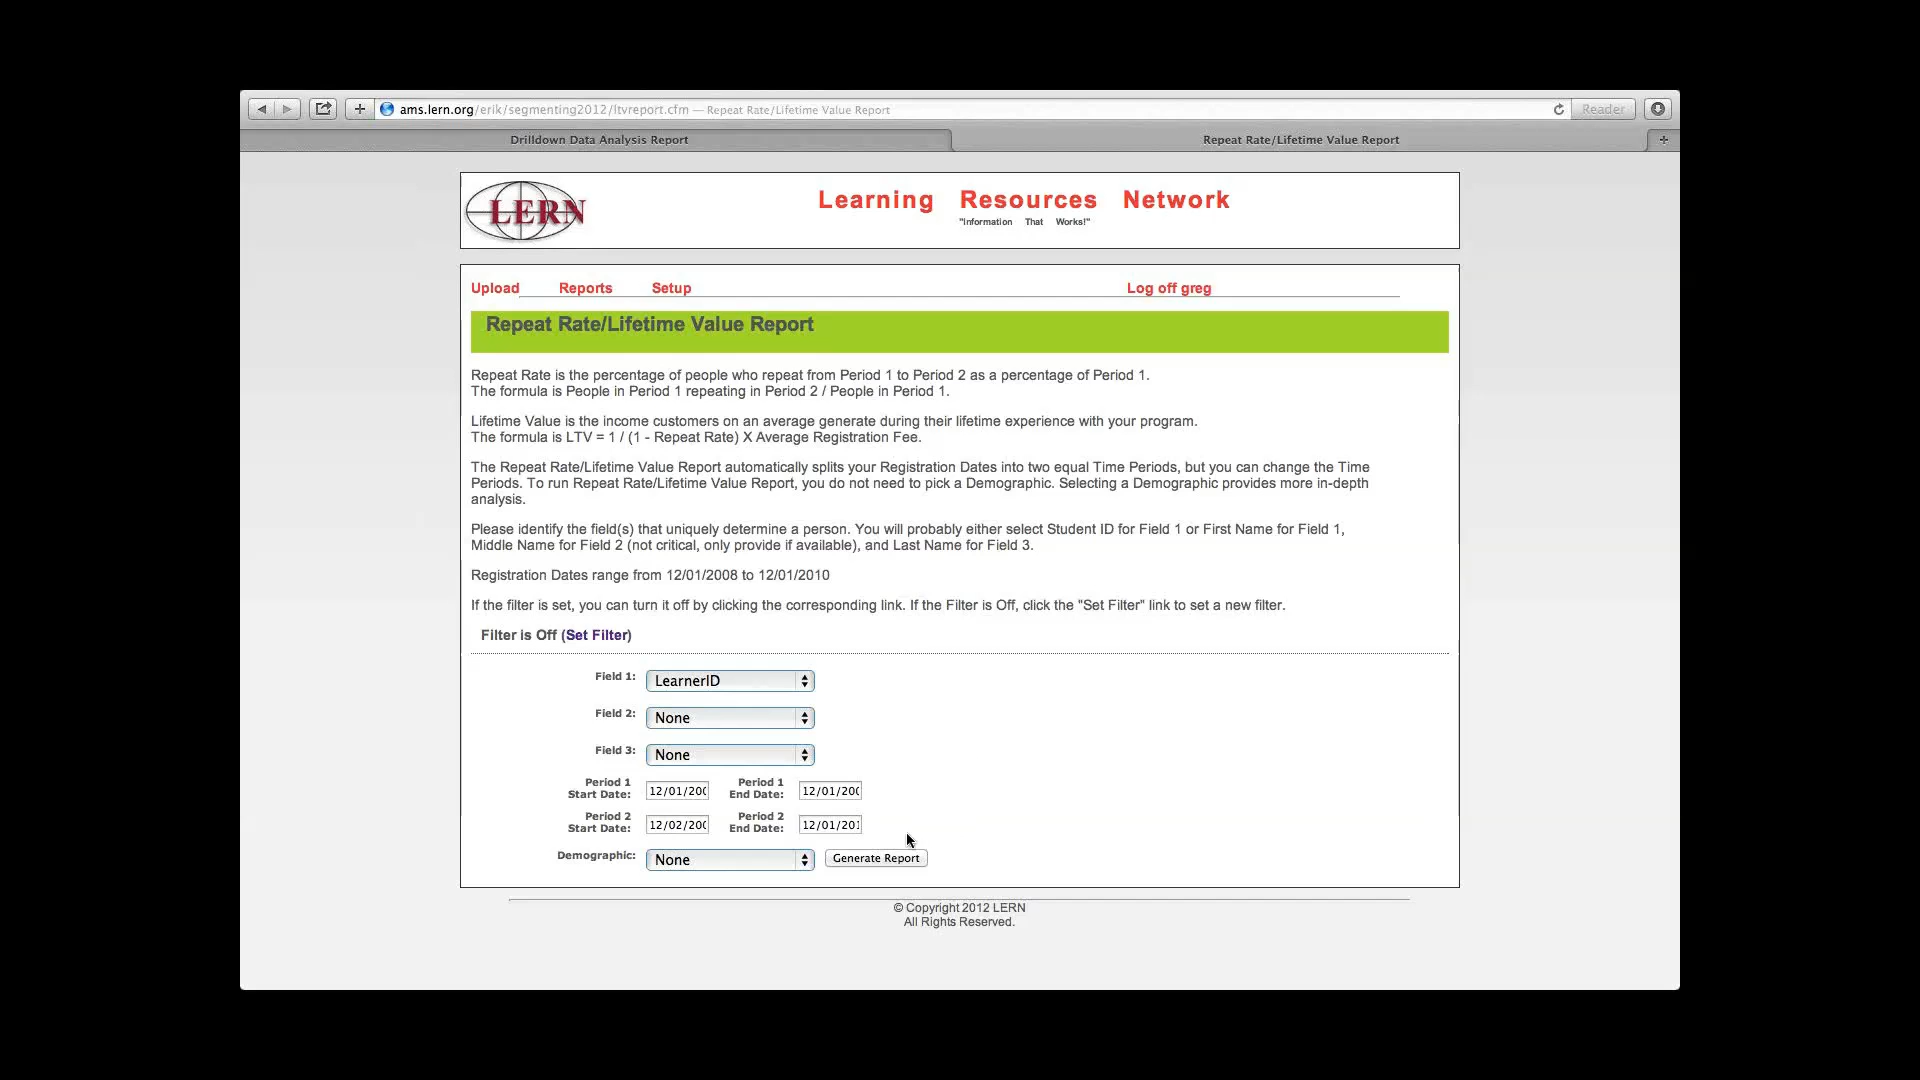 ams.lern.org/erik/segmenting2012/ltvreport.cfm — Repeat Rate/Lifetime Value Report
Reader
Drilldown Data Analysis Report
Repeat Rate/Lifetime Value Report
LERN
Learning Resources Network
"Information That Works!"
Upload Reports Setup Log off greg
Repeat Rate/Lifetime Value Report
Repeat Rate is the percentage of people who repeat from Period 1 to Period 2 as a percentage of Period 1.
The formula is People in Period 1 repeating in Period 2 / People in Period 1.
Lifetime Value is the income customers on an average generate during their lifetime experience with your program.
The formula is LTV = 1 / (1 - Repeat Rate) X Average Registration Fee.
The Repeat Rate/Lifetime Value Report automatically splits your Registration Dates into two equal Time Periods, but you can change the Time
Periods. To run Repeat Rate/Lifetime Value Report, you do not need to pick a Demographic. Selecting a Demographic provides more in-depth
analysis.
Please identify the field(s) that uniquely determine a person. You will probably either select Student ID for Field 1 or First Name for Field 1,
Middle Name for Field 2 (not critical, only provide if available), and Last Name for Field 3.
Registration Dates range from 12/01/2008 to 12/01/2010
If the filter is set, you can turn it off by clicking the corresponding link. If the Filter is Off, click the "Set Filter" link to set a new filter.
Filter is Off (Set Filter)
Field 1: LearnerID
Field 2: None
Field 3: None
Period 1 Start Date: 12/01/200 Period 1 End Date: 12/01/200
Period 2 Start Date: 12/02/200 Period 2 End Date: 12/01/201
Demographic: None Generate Report
© Copyright 2012 LERN
All Rights Reserved.